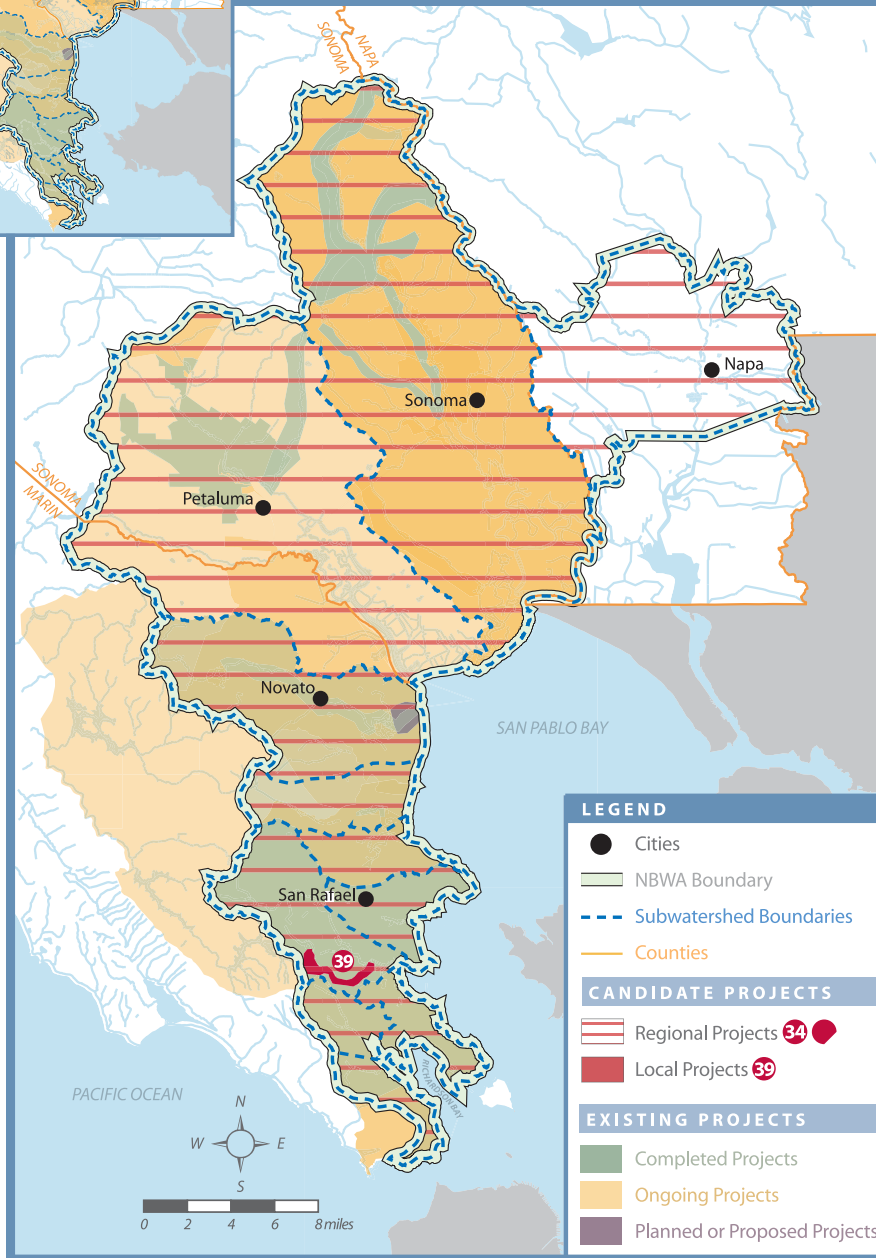 SONOMA
NAPA
Napa
Sonoma
SONOMA
MARIN
Petaluma
Novato
SAN PABLO BAY
San Rafael
39
RICHARDSON BAY
PACIFIC OCEAN
N
W
E
S
0 2 4 6 8 miles
LEGEND
Cities
NBWA Boundary
Subwatershed Boundaries
Counties
CANDIDATE PROJECTS
Regional Projects 34
Local Projects 39
EXISTING PROJECTS
Completed Projects
Ongoing Projects
Planned or Proposed Projects